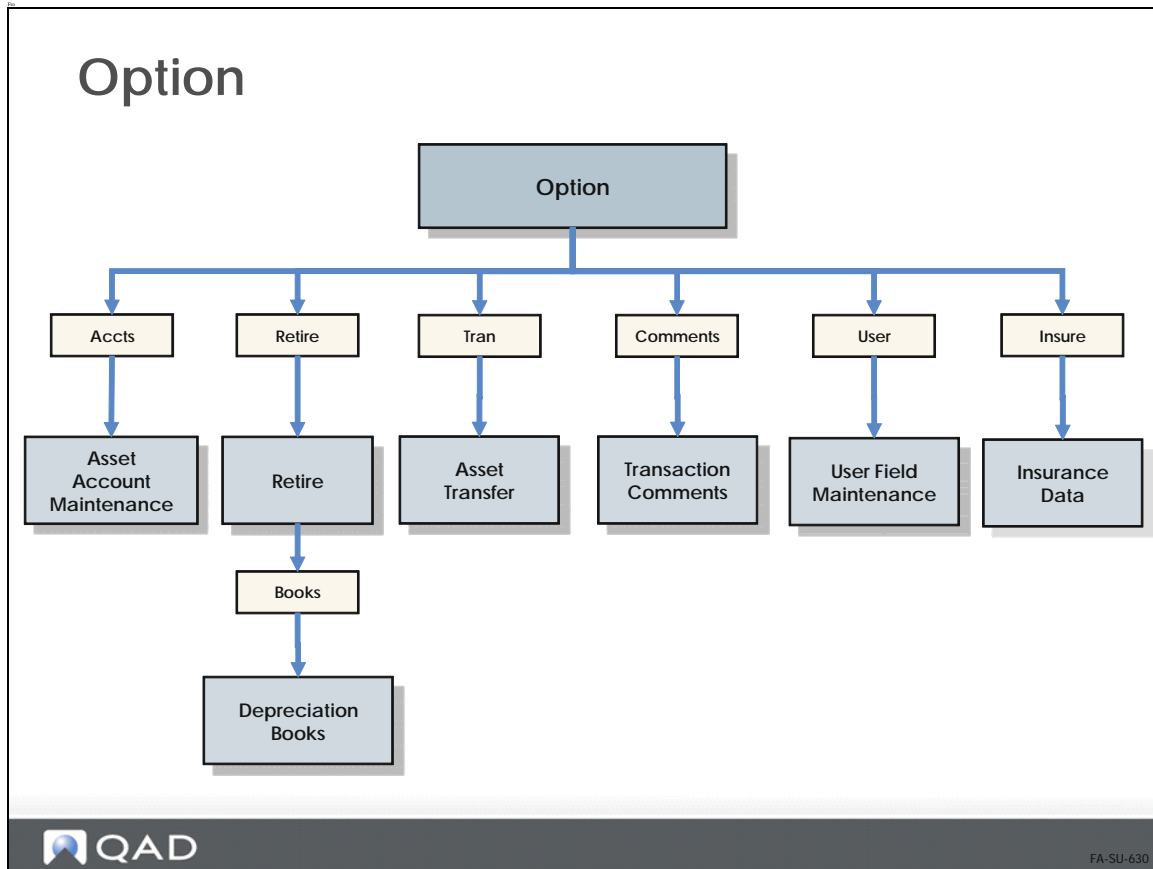 Option
Option
Accts
Retire
Tran
Comments
User
Insure
Asset
Account
Maintenance
Retire
Asset
Transfer
Transaction
Comments
User Field
Maintenance
Insurance
Data
Books
Depreciation
Books
QAD
FA-SU-630